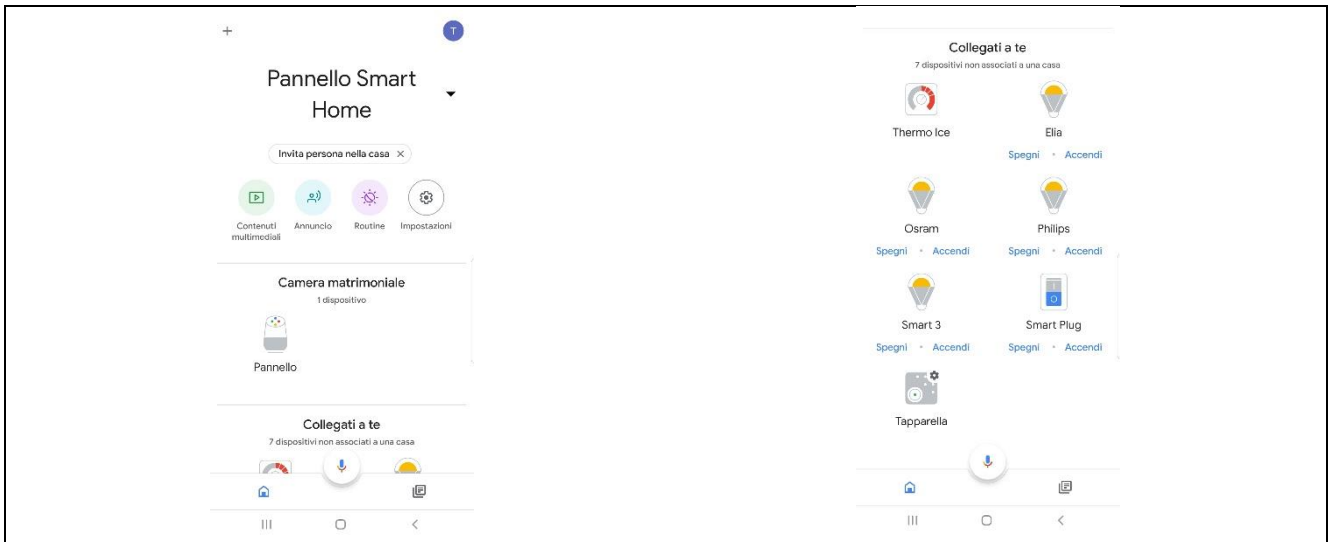 T
Pannello Smart
Home
Invita persona nella casa
Contenuti
multimediali
Annuncio
Routine
Impostazioni
Camera matrimoniale
1 dispositivo
Pannello
Collegati a te
7 dispositivi non associati a una casa
Collegati a te
7 dispositivi non associati a una casa
Thermo Ice
Elia
Spegni • Accendi
Osram
Philips
Spegni • Accendi
Spegni • Accendi
Smart 3
Smart Plug
Spegni • Accendi
Spegni • Accendi
Tapparella